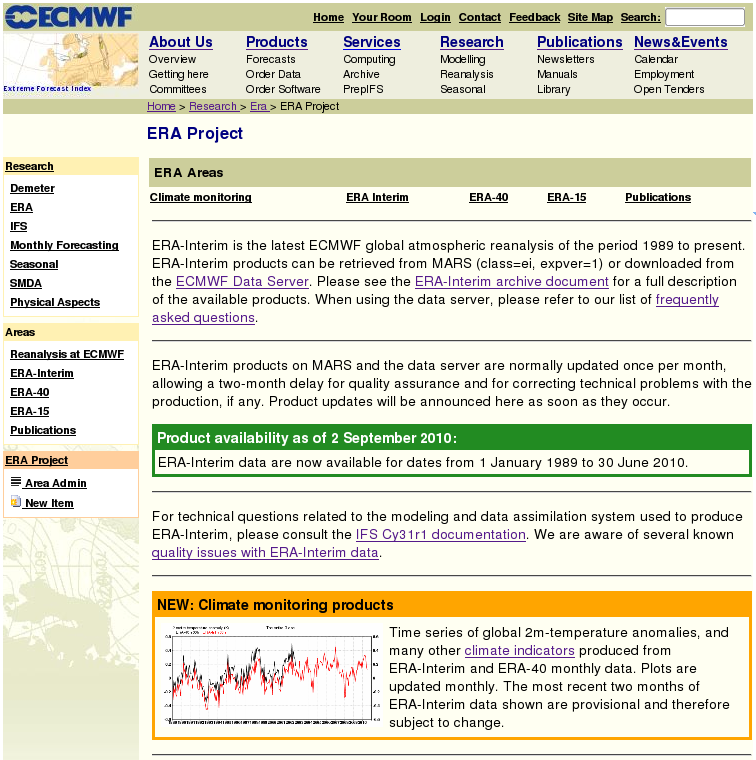 ECMWF
Home Your Room Login Contact Feedback Site Map Search:
About Us Products Services Research Publications News&Events
Overview Forecasts Computing Modelling Newsletters Calendar
Getting here Order Data Archive Reanalysis Manuals Employment
Committees Order Software PrepIFS Seasonal Library Open Tenders
Extreme Forecast Index
Home > Research > Era > ERA Project
ERA Project
Research
Demeter
ERA
IFS
Monthly Forecasting
Seasonal
SMDA
Physical Aspects
Areas
Reanalysis at ECMWF
ERA-Interim
ERA-40
ERA-15
Publications
ERA Project
Area Admin
New Item
ERA Areas
Climate monitoring ERA Interim ERA-40 ERA-15 Publications
ERA-Interim is the latest ECMWF global atmospheric reanalysis of the period 1989 to present.
ERA-Interim products can be retrieved from MARS (class=ei, expver=1) or downloaded from
the ECMWF Data Server. Please see the ERA-Interim archive document for a full description
of the available products. When using the data server, please refer to our list of frequently
asked questions.
ERA-Interim products on MARS and the data server are normally updated once per month,
allowing a two-month delay for quality assurance and for correcting technical problems with the
production, if any. Product updates will be announced here as soon as they occur.
Product availability as of 2 September 2010:
ERA-Interim data are now available for dates from 1 January 1989 to 30 June 2010.
For technical questions related to the modeling and data assimilation system used to produce
ERA-Interim, please consult the IFS Cy31r1 documentation. We are aware of several known
quality issues with ERA-Interim data.
NEW: Climate monitoring products
Time series of global 2m-temperature anomalies, and
many other climate indicators produced from
ERA-Interim and ERA-40 monthly data. Plots are
updated monthly. The most recent two months of
ERA-Interim data shown are provisional and therefore
subject to change.